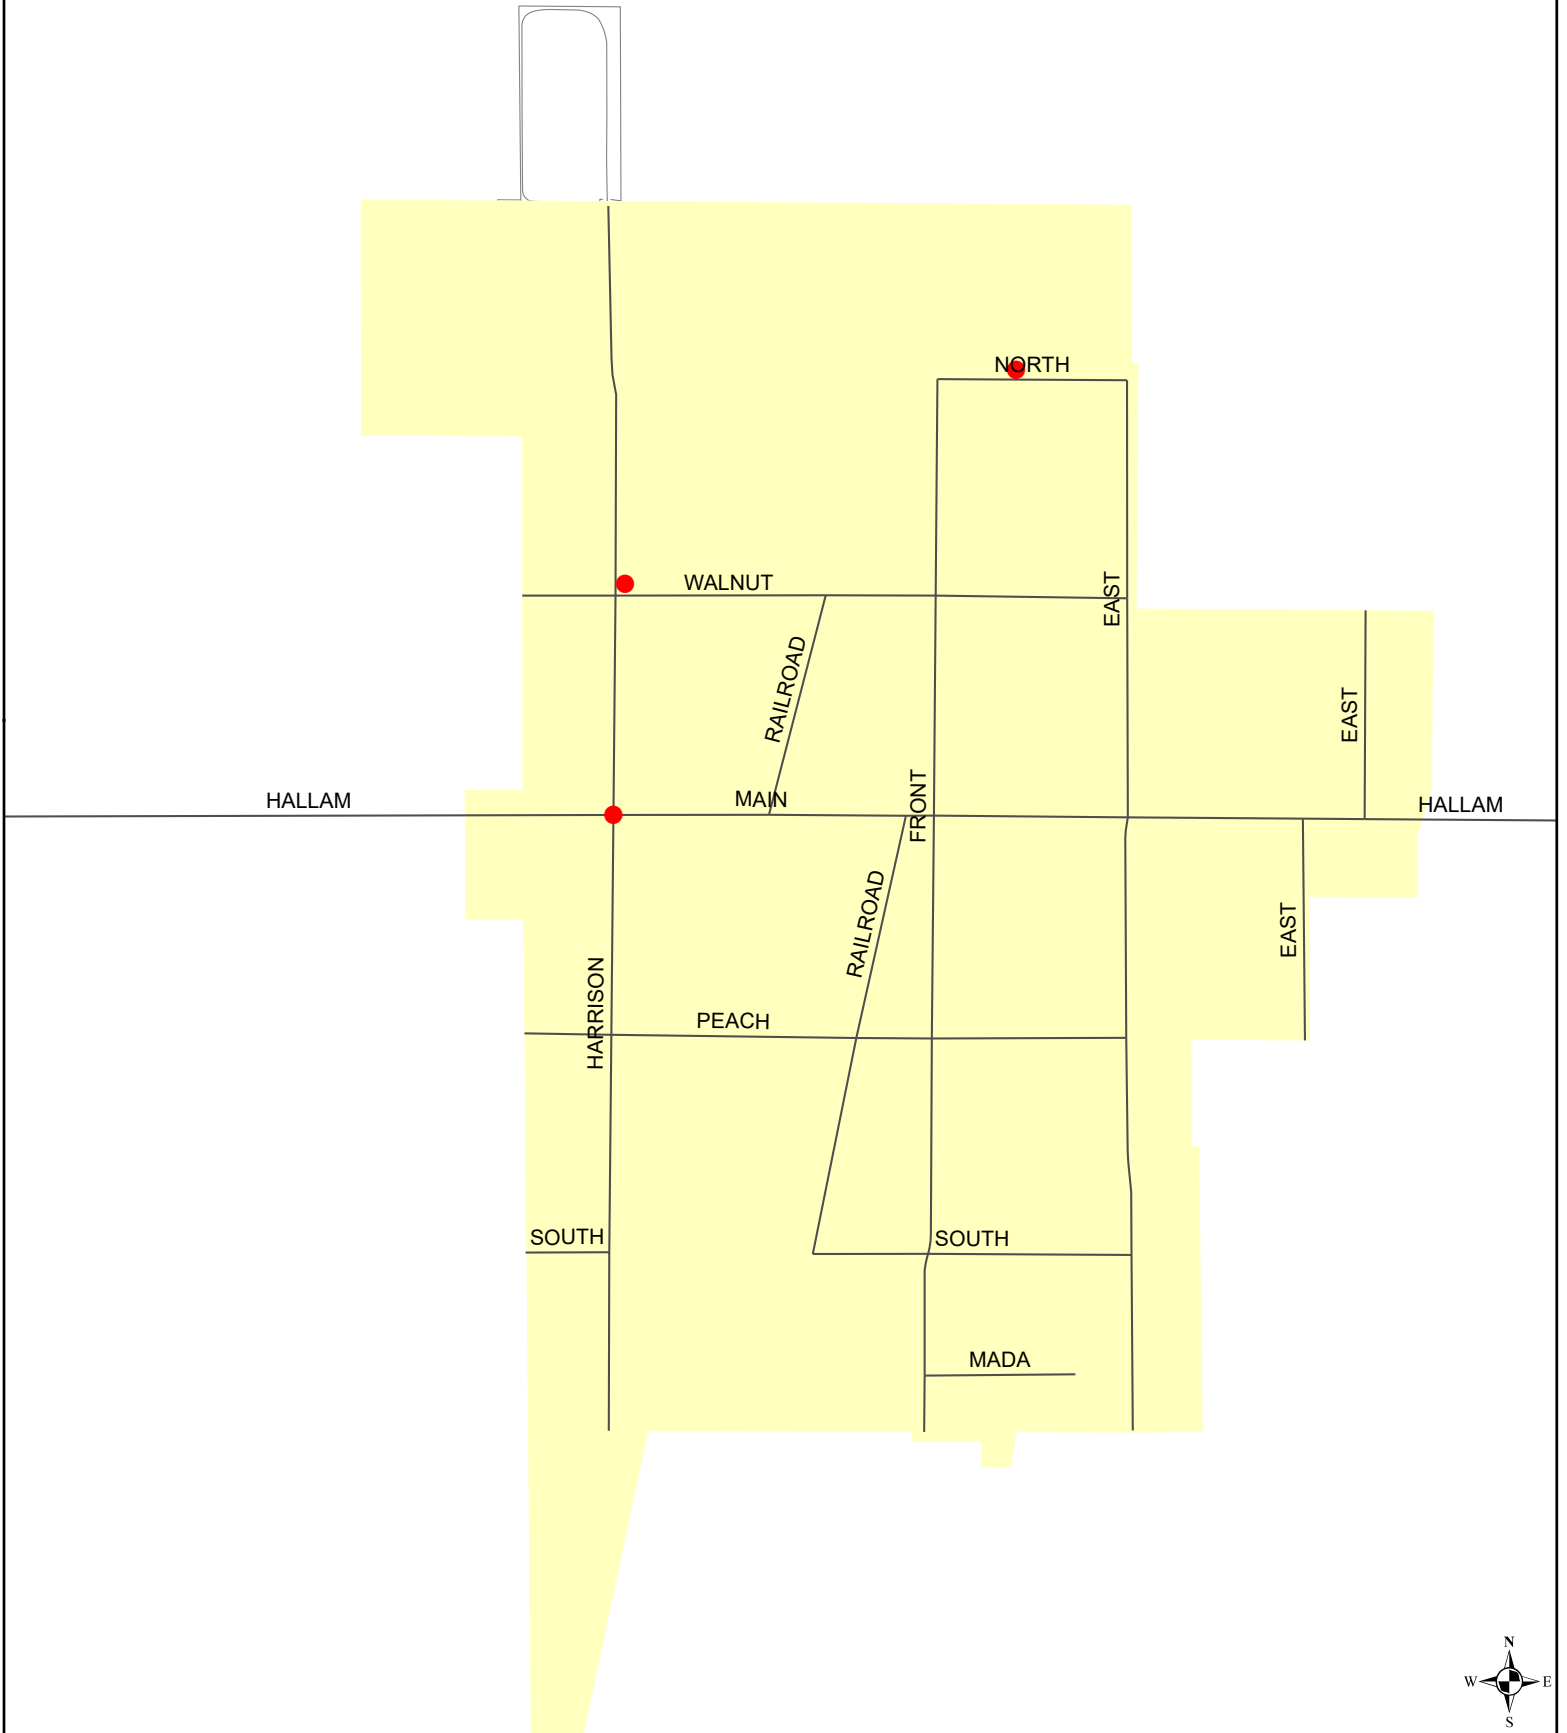 NORTH
WALNUT
EAST
RAILROAD
EAST
HALLAM
MAIN
FRONT
HALLAM
RAILROAD
EAST
HARRISON
PEACH
SOUTH
SOUTH
MADA
N
W
E
S